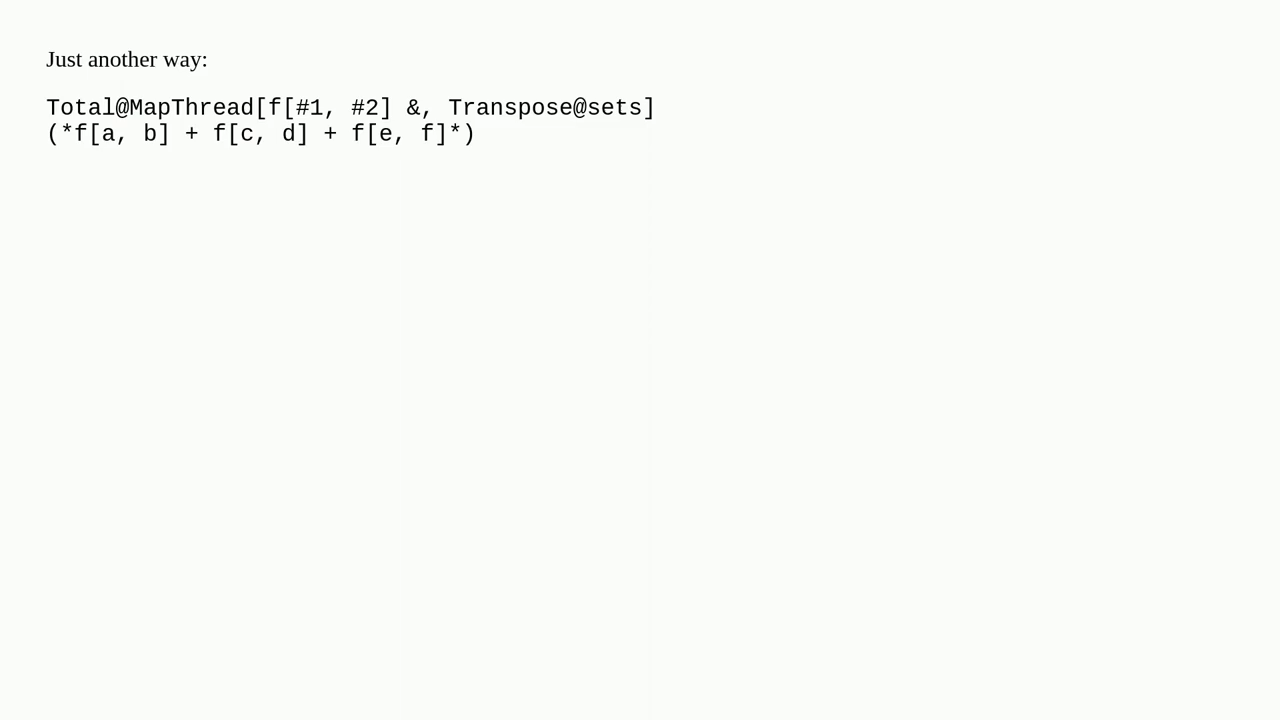 Just another way:
Total@MapThread[f[#1, #2] &, Transpose@sets]
(*f[a, b] + f[c, d] + f[e, f]*)